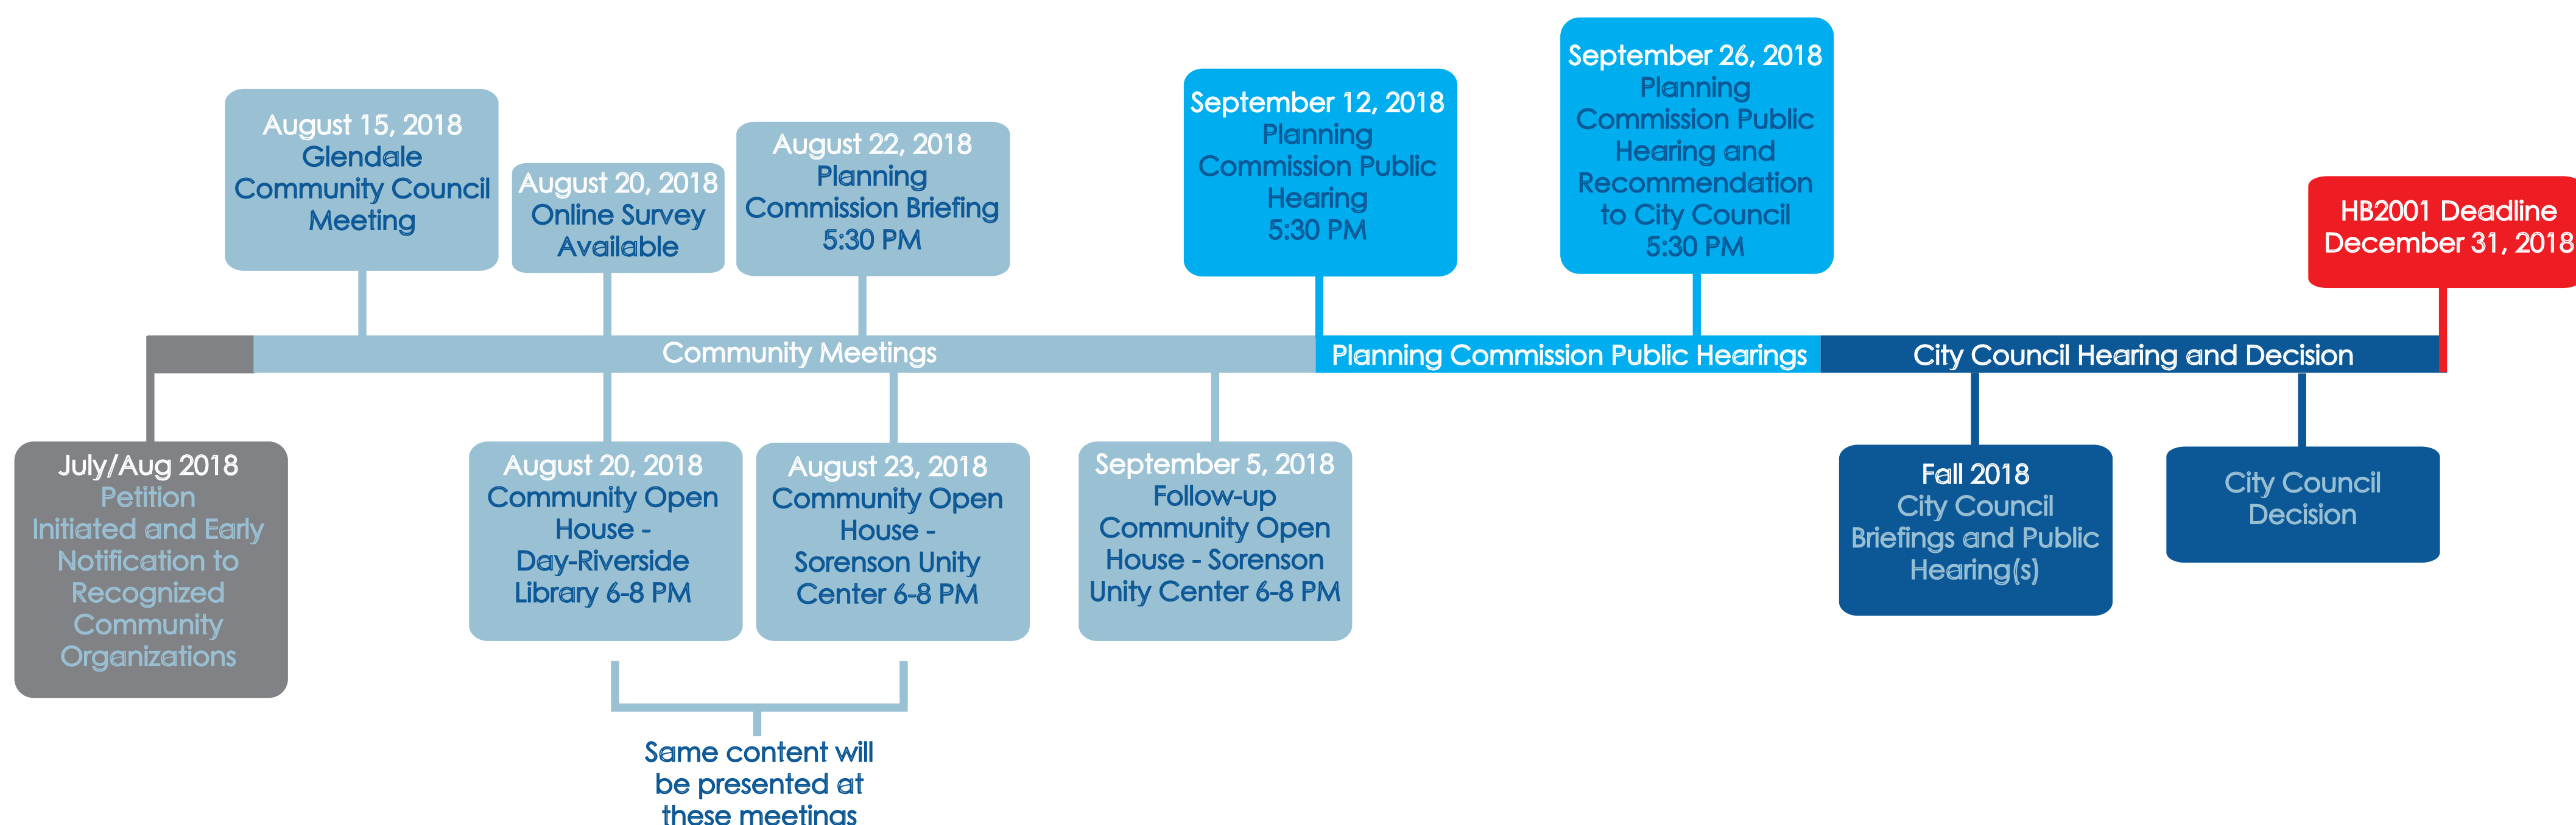 August 15, 2018
Glendale
Community Council
Meeting
August 20, 2018
Online Survey
Available
August 22, 2018
Planning
Commission Briefing
5:30 PM
September 12, 2018
Planning
Commission Public
Hearing
5:30 PM
September 26, 2018
Planning
Commission Public
Hearing and
Recommendation
to City Council
5:30 PM
HB2001 Deadline
December 31, 2018
Community Meetings
Planning Commission Public Hearings
City Council Hearing and Decision
July/Aug 2018
Petition
Initiated and Early
Notification to
Recognized
Community
Organizations
August 20, 2018
Community Open
House -
Day-Riverside
Library 6-8 PM
August 23, 2018
Community Open
House -
Sorenson Unity
Center 6-8 PM
September 5, 2018
Follow-up
Community Open
House - Sorenson
Unity Center 6-8 PM
Fall 2018
City Council
Briefings and Public
Hearing(s)
City Council
Decision
Same content will
be presented at
these meetings